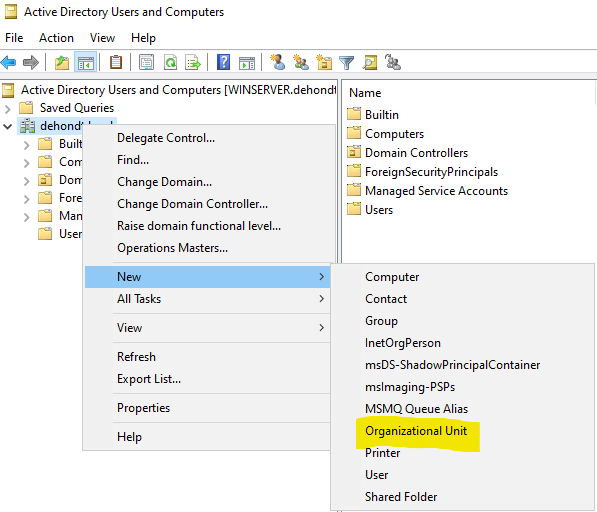 Active Directory Users and Computers
File Action View Help
Active Directory Users and Computers [WINSERVER.dehondt
Saved Queries
Name
Builtin
Computers
Domain Controllers
ForeignSecurityPrincipals
Managed Service Accounts
Users
dehondt
Built
Com
Dom
Fore
Man
User
Delegate Control...
Find...
Change Domain...
Change Domain Controller...
Raise domain functional level...
Operations Masters...
New
All Tasks
View
Refresh
Export List...
Properties
Help
Computer
Contact
Group
InetOrgPerson
msDS-ShadowPrincipalContainer
msImaging-PSPs
MSMQ Queue Alias
Organizational Unit
Printer
User
Shared Folder